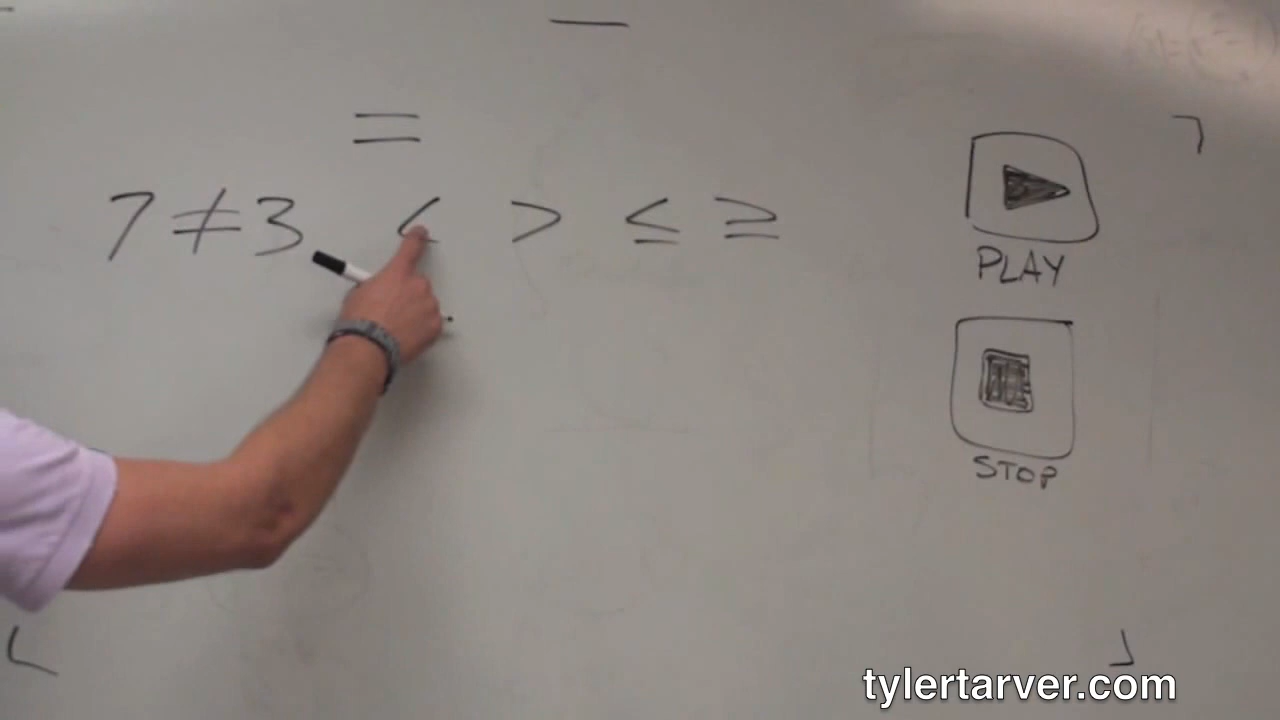 =
7 ≠ 3 < > ≤ ≥
PLAY
STOP
tylertarver.com